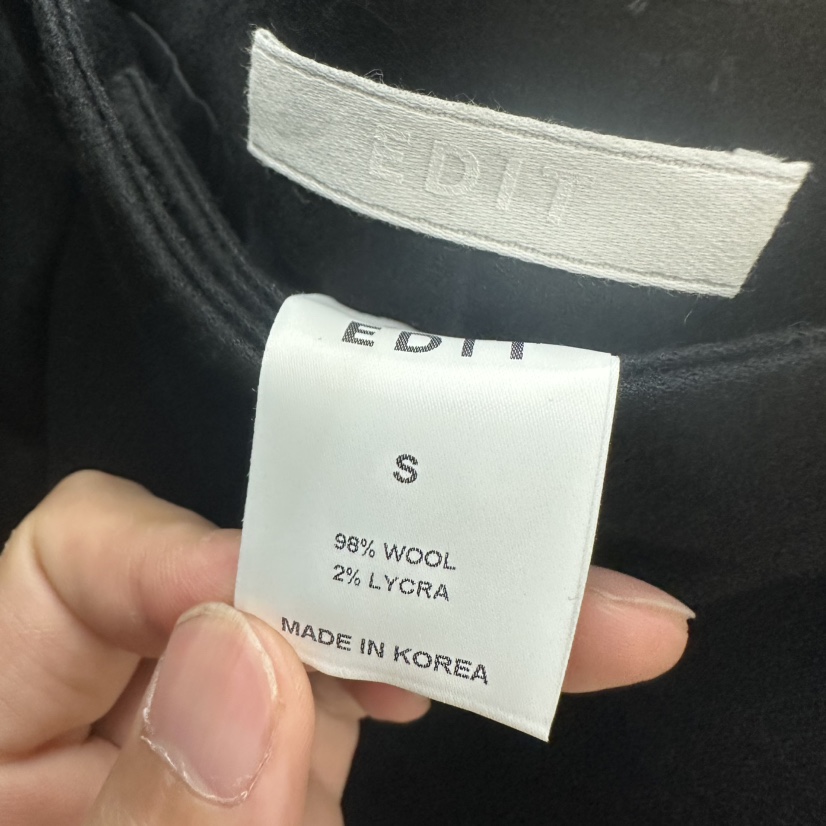 EDIT
EDIT
S
98% WOOL
2% LYCRA
MADE IN KOREA